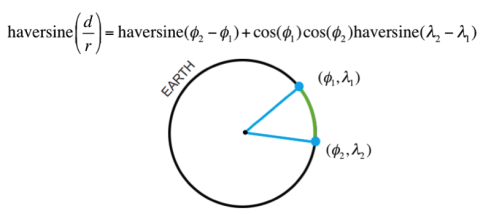 haversine(d/r) = haversine(ϕ₂ − ϕ₁) + cos(ϕ₁)cos(ϕ₂)haversine(λ₂ − λ₁)
EARTH
(ϕ₁,λ₁)
(ϕ₂,λ₂)